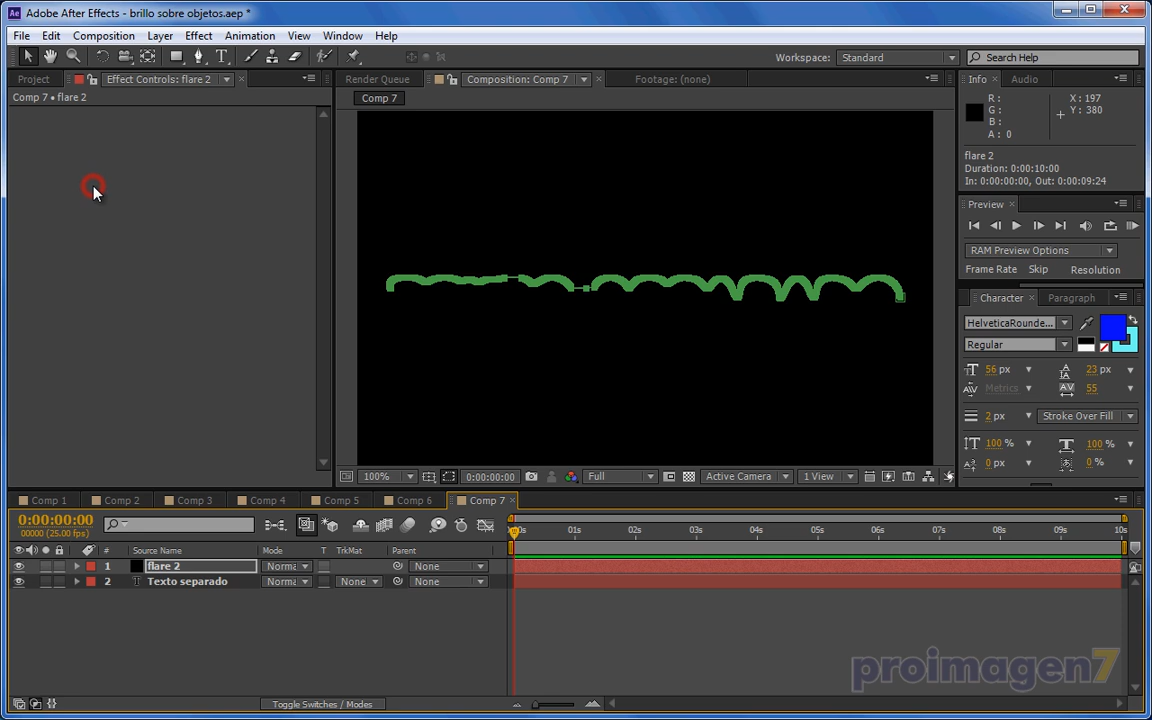 Adobe After Effects - brillo sobre objetos.aep *
File Edit Composition Layer Effect Animation View Window Help
Workspace: Standard Search Help
Project Effect Controls: flare 2 Render Queue Composition: Comp 7 Footage: (none) Info Audio
Comp 7 • flare 2
Comp 7
R: X: 197
G: Y: 380
B:
A: 0
flare 2
Duration: 0:00:10:00
In: 0:00:00:00, Out: 0:00:09:24
Preview
RAM Preview Options
Frame Rate Skip Resolution
Character Paragraph
HelveticaRounde...
Regular
56 px 23 px
Metrics 55
2 px Stroke Over Fill
100 % 100 %
0 px 0 %
100% 0:00:00:00 Full Active Camera 1 View
Comp 1 Comp 2 Comp 3 Comp 4 Comp 5 Comp 6 Comp 7
0:00:00:00
00000 (25.00 fps)
01s 02s 03s 04s 05s 06s 07s 08s 09s 10s
# Source Name Mode T TrkMat Parent
1 flare 2 Norma None
2 Texto separado Norma None None
proimagen7
Toggle Switches / Modes